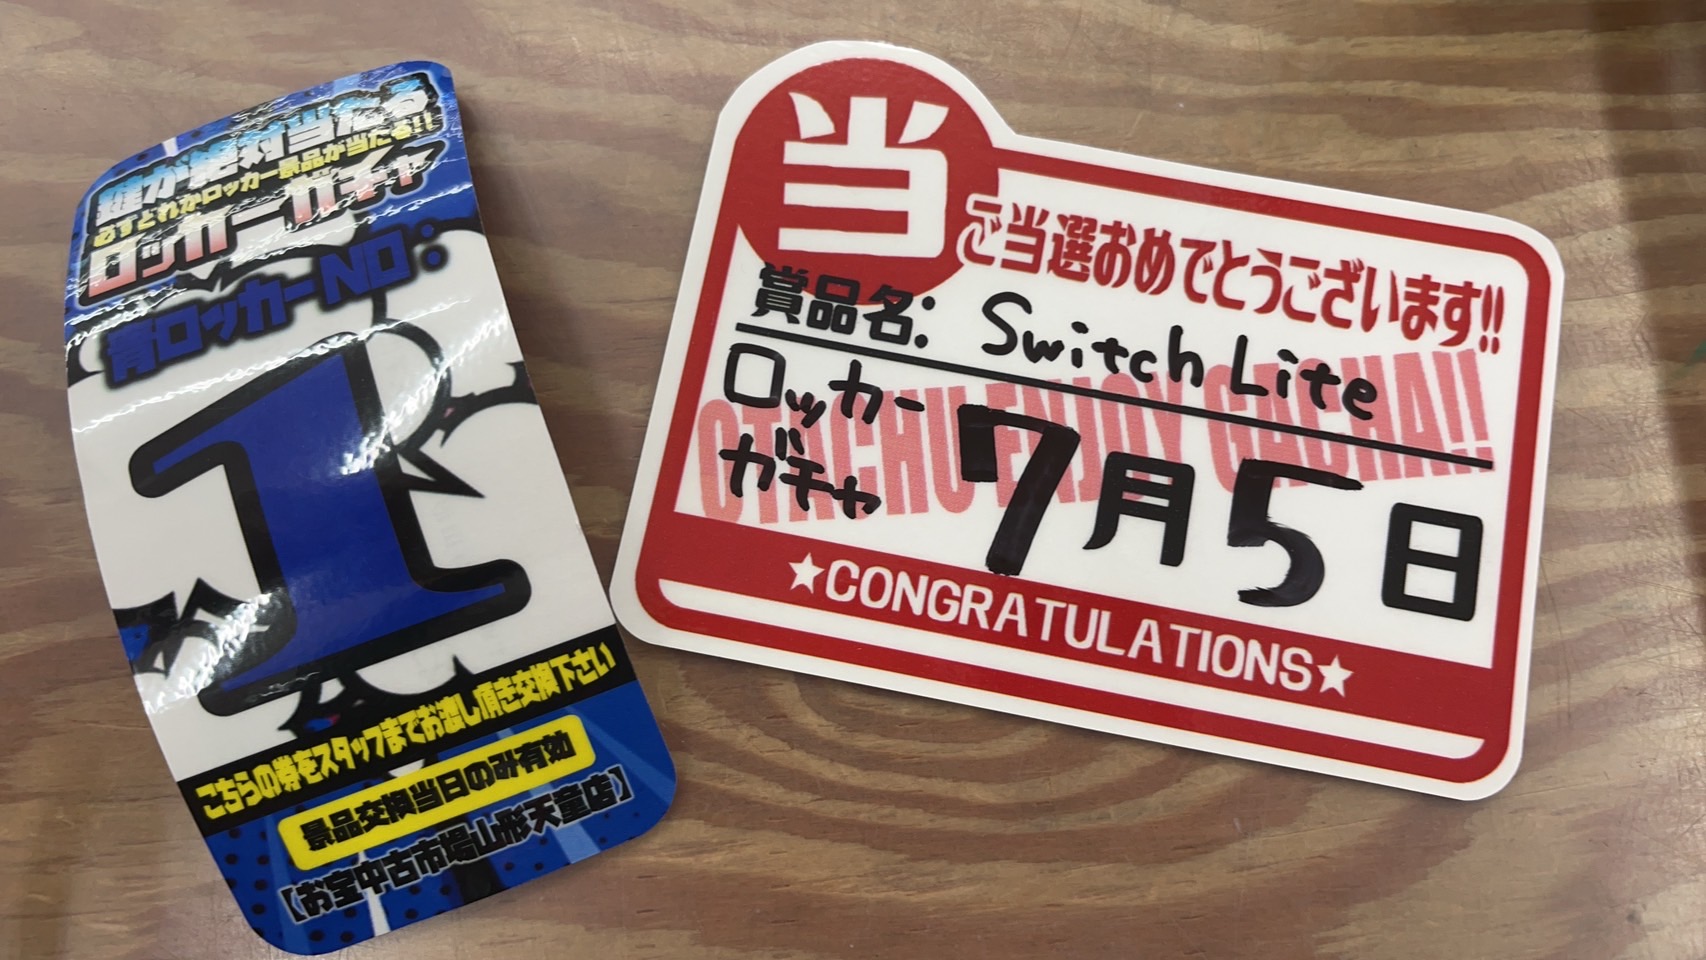 鍵が絶対当たる
必ずどれかロッカー景品が当たる!!
ロッカーガチャ
青ロッカーNO:
1
こちらの券をスタッフまでお渡し頂き交換下さい
景品交換当日のみ有効
【お宝中古市場山形天童店】
当
ご当選おめでとうございます!!
賞品名: Switch Lite
OTACHU ENJOY GACHA!!
ロッカー
ガチャ
7月5日
★CONGRATULATIONS★